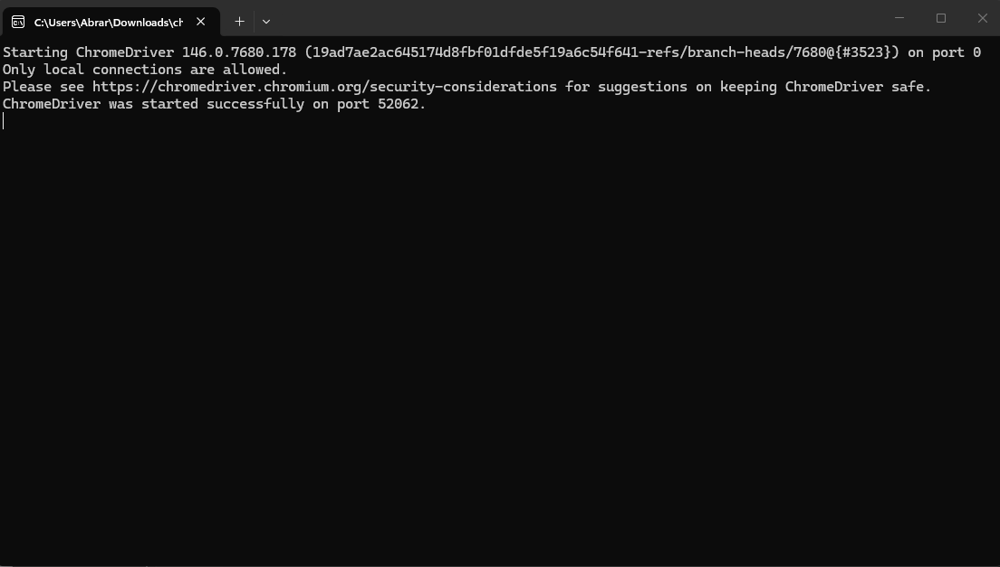 C:\Users\Abrar\Downloads\ch
Starting ChromeDriver 146.0.7680.178 (19ad7ae2ac645174d8fbf01dfde5f19a6c54f641-refs/branch-heads/7680@{#3523}) on port 0
Only local connections are allowed.
Please see https://chromedriver.chromium.org/security-considerations for suggestions on keeping ChromeDriver safe.
ChromeDriver was started successfully on port 52062.